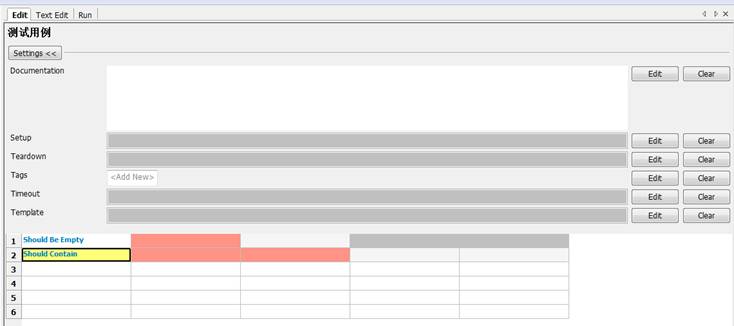 Edit Text Edit Run
测试用例
Settings <<
Documentation Edit Clear
Setup Edit Clear
Teardown Edit Clear
Tags <Add New> Edit Clear
Timeout Edit Clear
Template Edit Clear
1 Should Be Empty
2 Should Contain
3
4
5
6